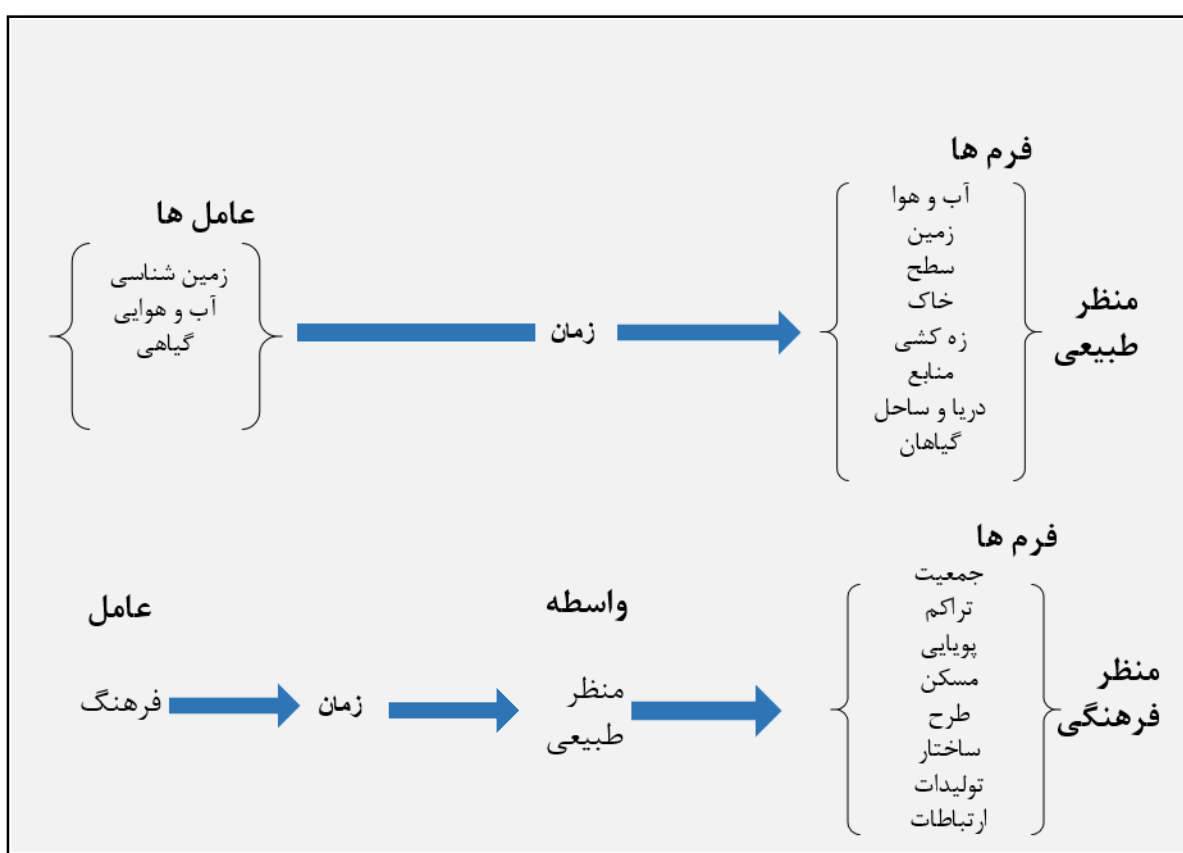 فرم ها
عامل ها
آب و هوا
زمین
سطح
خاک
زه کشی
منابع
دریا و ساحل
گیاهان
منظر
طبیعی
زمین شناسی
آب و هوایی
گیاهی
زمان
فرم ها
عامل
واسطه
جمعیت
تراکم
پویایی
مسکن
طرح
ساختار
تولیدات
ارتباطات
منظر
فرهنگی
منظر
طبیعی
زمان
فرهنگ